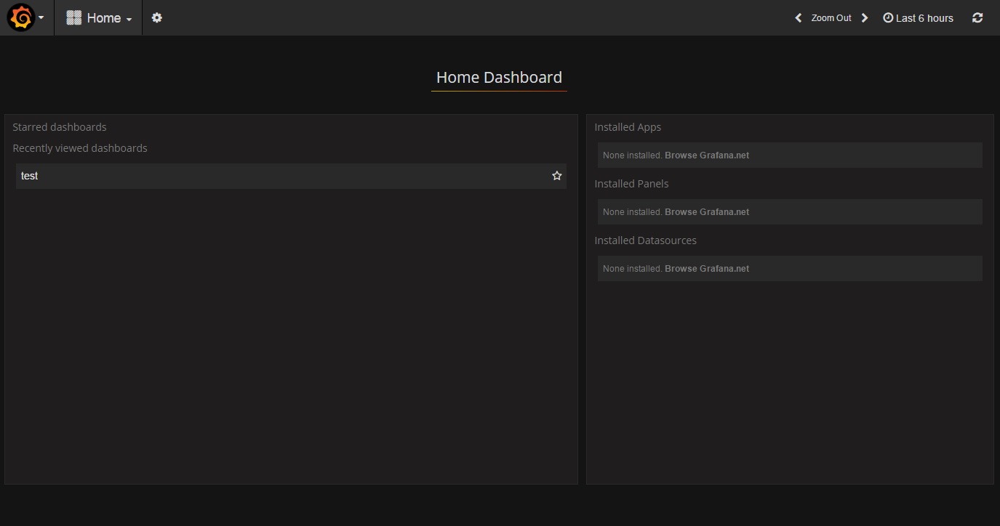 Home
Zoom Out
Last 6 hours
Home Dashboard
Starred dashboards
Recently viewed dashboards
test
Installed Apps
None installed. Browse Grafana.net
Installed Panels
None installed. Browse Grafana.net
Installed Datasources
None installed. Browse Grafana.net